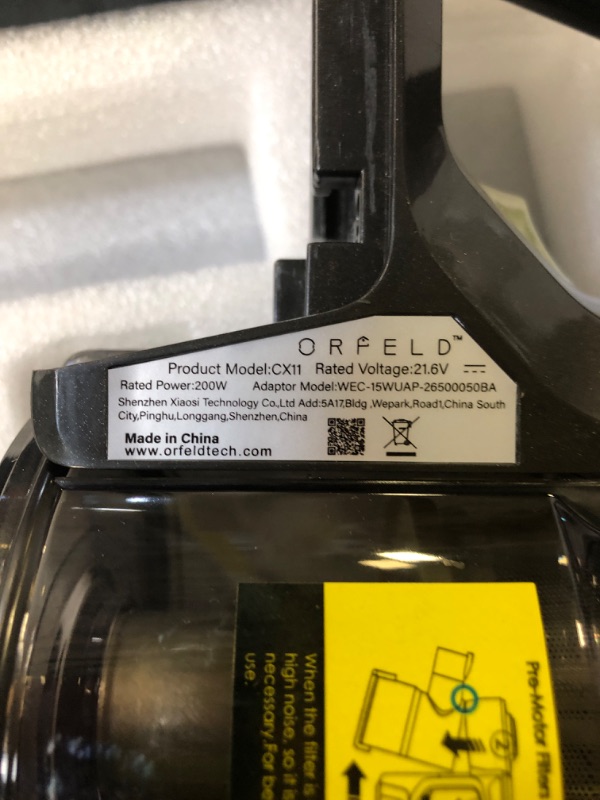 ORFELD™
Product Model:CX11 Rated Voltage:21.6V
Rated Power:200W Adaptor Model:WEC-15WUAP-26500050BA
Shenzhen Xiaosi Technology Co.,Ltd Add:5A17,Bldg ,Wepark,Road1,China South
City,Pinghu,Longgang,Shenzhen,China
Made in China
www.orfeldtech.com
Pre-Motor Filters
2
When the filter is
high noise, so it is
necessary.For be
use.